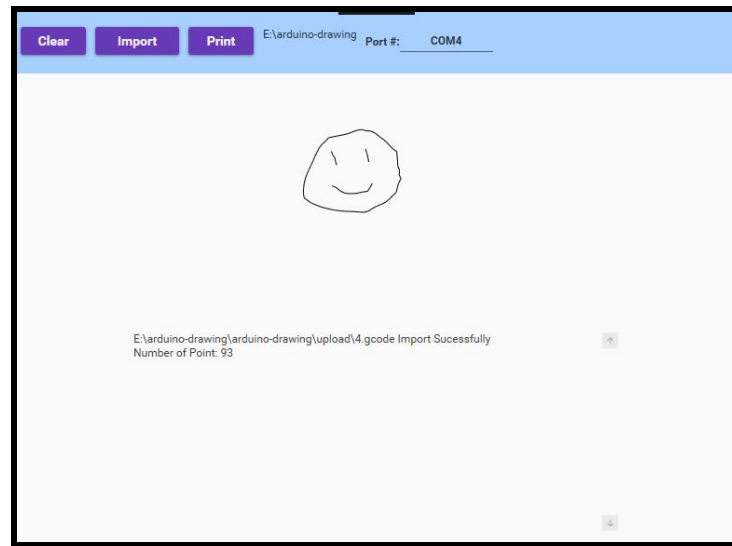 Clear Import Print E:\arduino-drawing Port #: COM4
E:\arduino-drawing\arduino-drawing\upload\4.gcode Import Sucessfully
Number of Point: 93